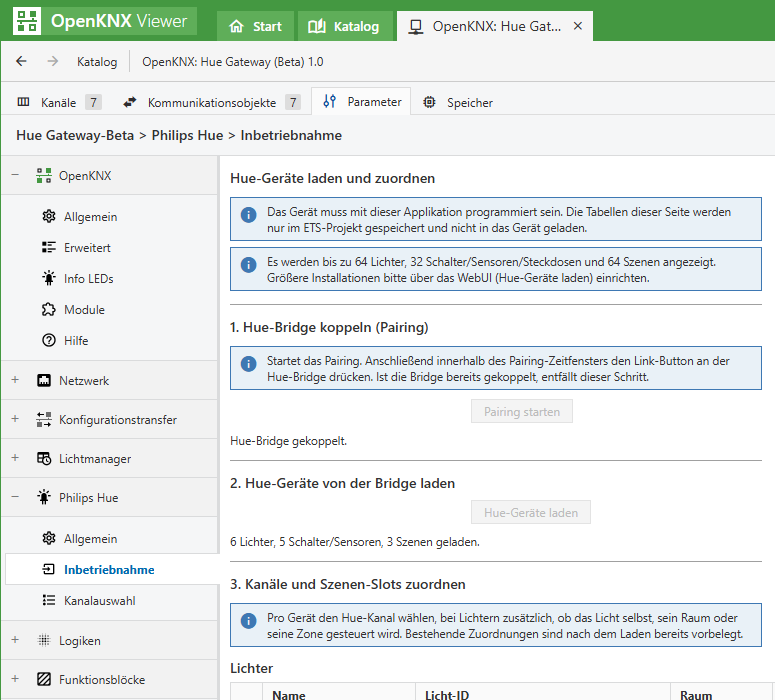 OpenKNX Viewer
Start
Katalog
OpenKNX: Hue Gat...
Katalog
OpenKNX: Hue Gateway (Beta) 1.0
Kanäle 7
Kommunikationsobjekte 7
Parameter
Speicher
Hue Gateway-Beta > Philips Hue > Inbetriebnahme
OpenKNX
Allgemein
Erweitert
Info LEDs
Module
Hilfe
Netzwerk
Konfigurationstransfer
Lichtmanager
Philips Hue
Allgemein
Inbetriebnahme
Kanalauswahl
Logiken
Funktionsblöcke
Hue-Geräte laden und zuordnen
Das Gerät muss mit dieser Applikation programmiert sein. Die Tabellen dieser Seite werden
nur im ETS-Projekt gespeichert und nicht in das Gerät geladen.
Es werden bis zu 64 Lichter, 32 Schalter/Sensoren/Steckdosen und 64 Szenen angezeigt.
Größere Installationen bitte über das WebUI (Hue-Geräte laden) einrichten.
1. Hue-Bridge koppeln (Pairing)
Startet das Pairing. Anschließend innerhalb des Pairing-Zeitfensters den Link-Button an der
Hue-Bridge drücken. Ist die Bridge bereits gekoppelt, entfällt dieser Schritt.
Pairing starten
Hue-Bridge gekoppelt.
2. Hue-Geräte von der Bridge laden
Hue-Geräte laden
6 Lichter, 5 Schalter/Sensoren, 3 Szenen geladen.
3. Kanäle und Szenen-Slots zuordnen
Pro Gerät den Hue-Kanal wählen, bei Lichtern zusätzlich, ob das Licht selbst, sein Raum oder
seine Zone gesteuert wird. Bestehende Zuordnungen sind nach dem Laden bereits vorbelegt.
Lichter
Name
Licht-ID
Raum